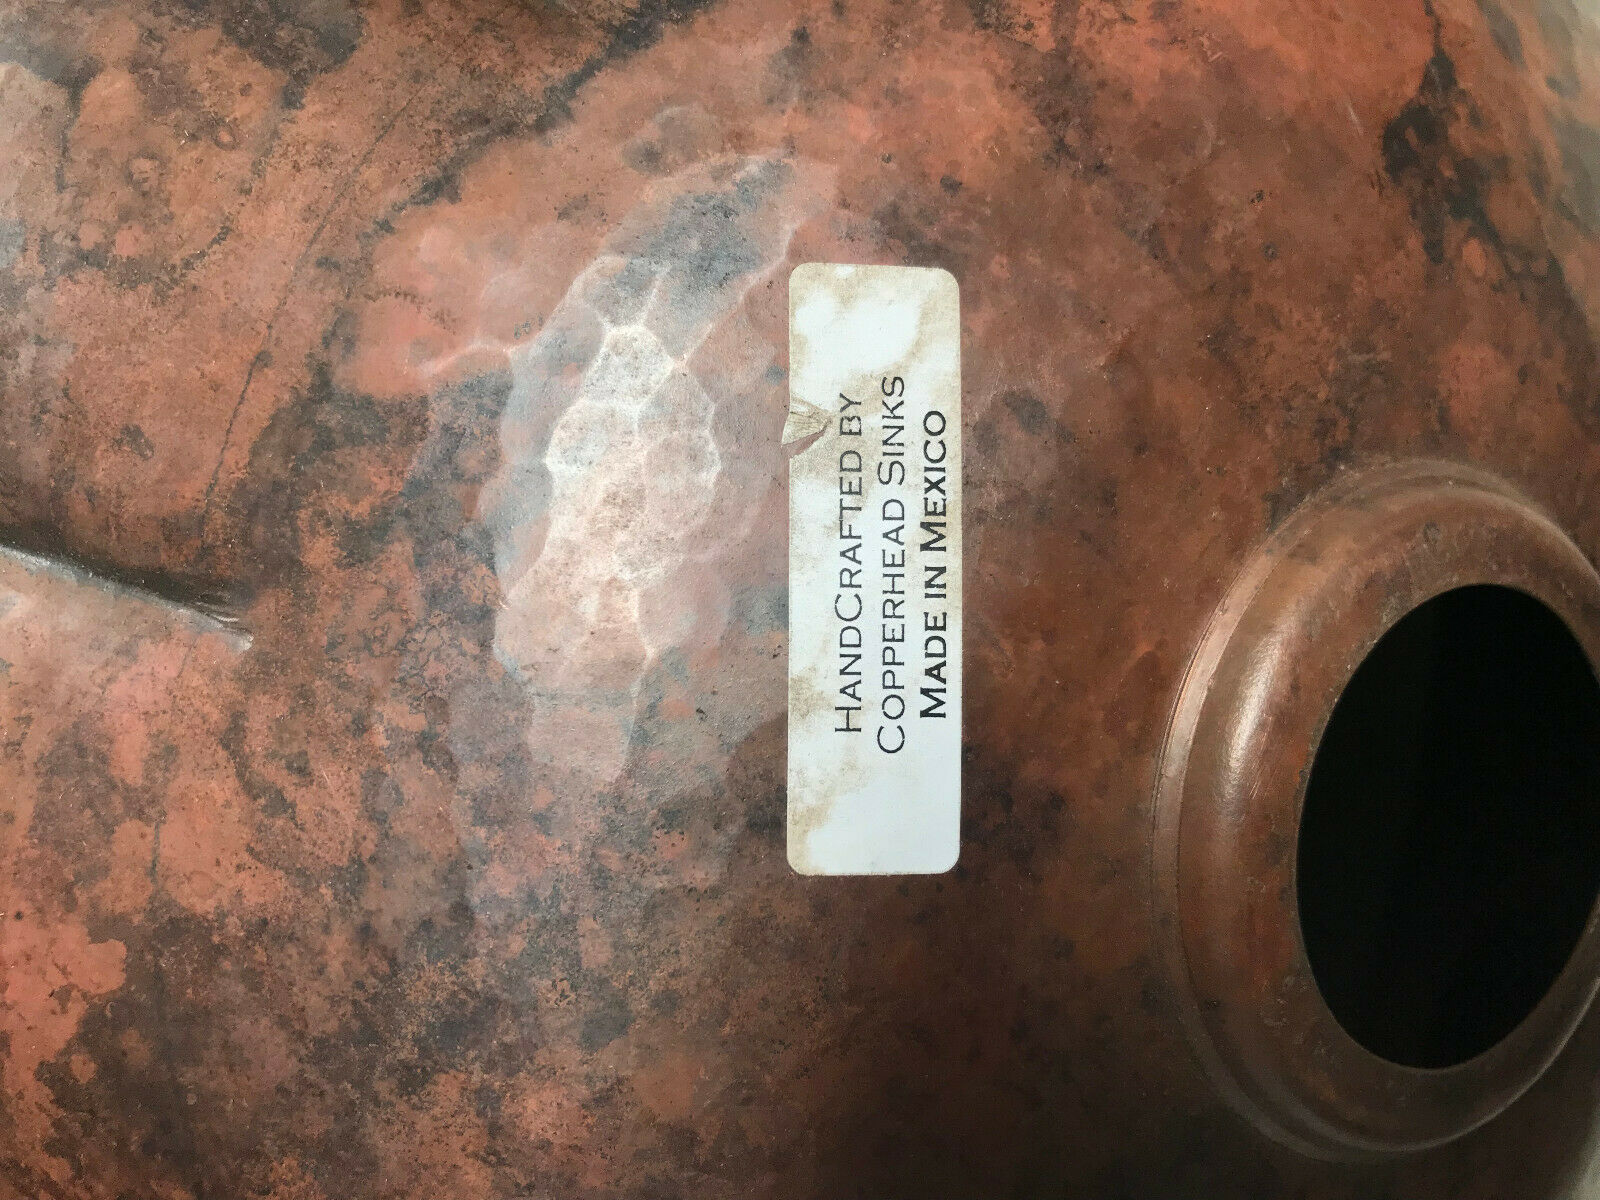 HandCrafted by
Copperhead Sinks
Made in Mexico